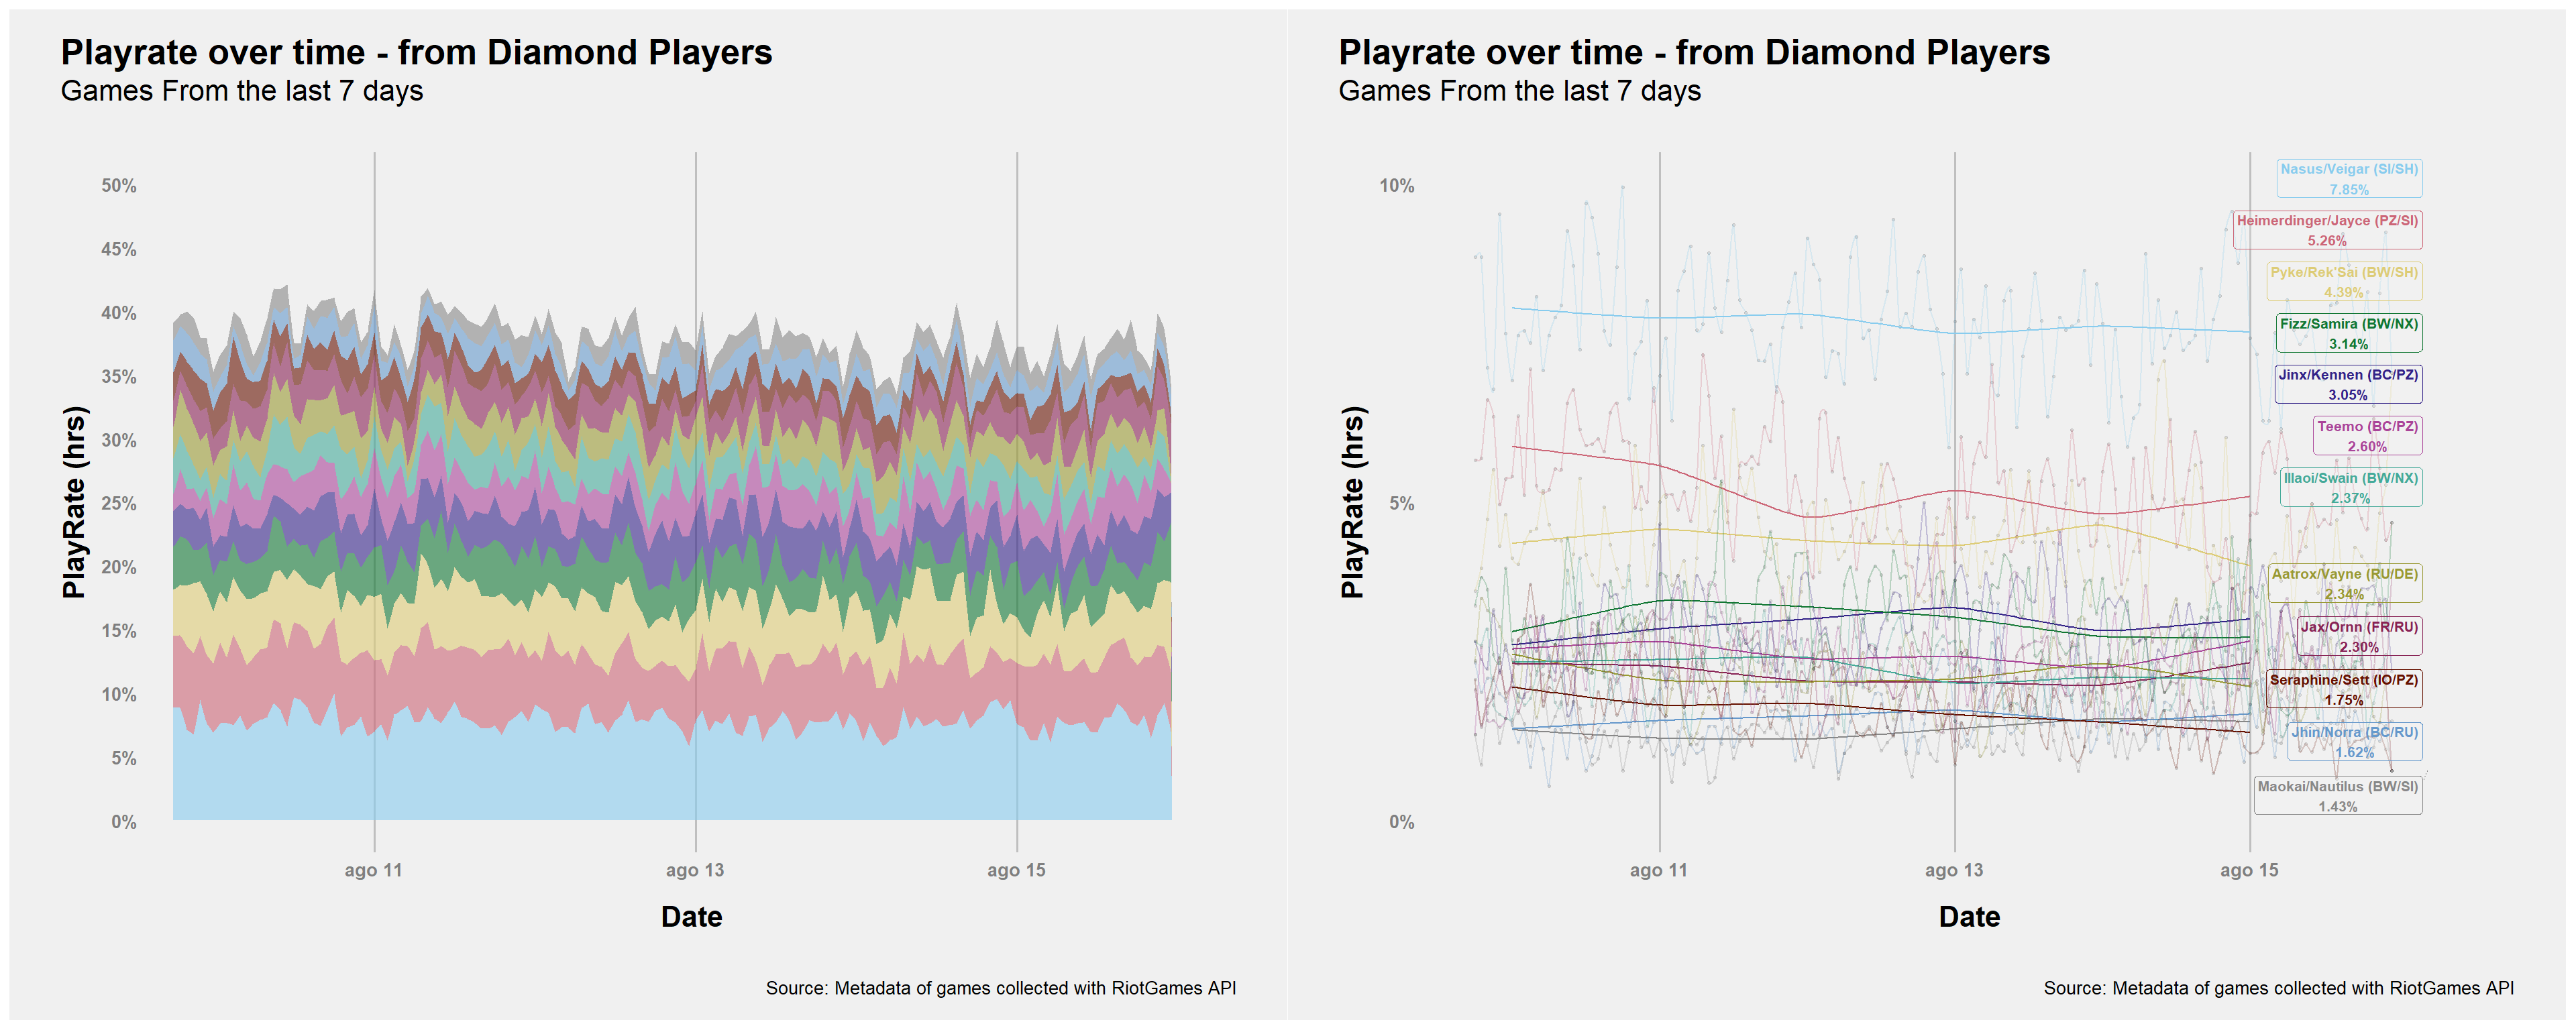 Playrate over time - from Diamond Players
Games From the last 7 days
50%
45%
40%
35%
30%
25%
20%
15%
10%
5%
0%
PlayRate (hrs)
ago 11
ago 13
ago 15
Date
Source: Metadata of games collected with RiotGames API
Playrate over time - from Diamond Players
Games From the last 7 days
10%
5%
0%
PlayRate (hrs)
Nasus/Veigar (SI/SH)
7.85%
Heimerdinger/Jayce (PZ/SI)
5.26%
Pyke/Rek'Sai (BW/SH)
4.39%
Fizz/Samira (BW/NX)
3.14%
Jinx/Kennen (BC/PZ)
3.05%
Teemo (BC/PZ)
2.60%
Illaoi/Swain (BW/NX)
2.37%
Aatrox/Vayne (RU/DE)
2.34%
Jax/Ornn (FR/RU)
2.30%
Seraphine/Sett (IO/PZ)
1.75%
Jhin/Norra (BC/RU)
1.62%
Maokai/Nautilus (BW/SI)
1.43%
ago 11
ago 13
ago 15
Date
Source: Metadata of games collected with RiotGames API